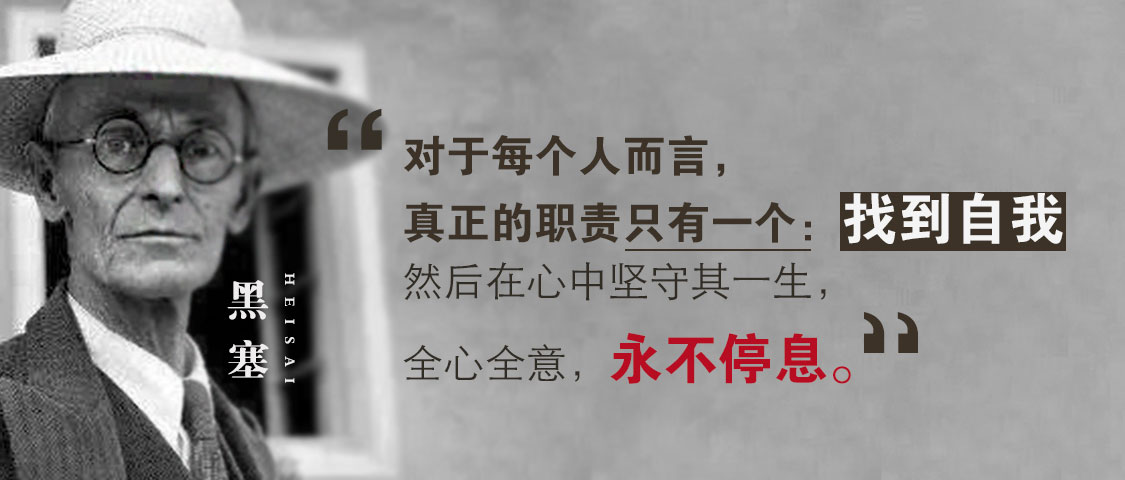 “对于每个人而言，
真正的职责只有一个：找到自我
然后在心中坚守其一生，
全心全意，永不停息。”
黑塞
HEISAI